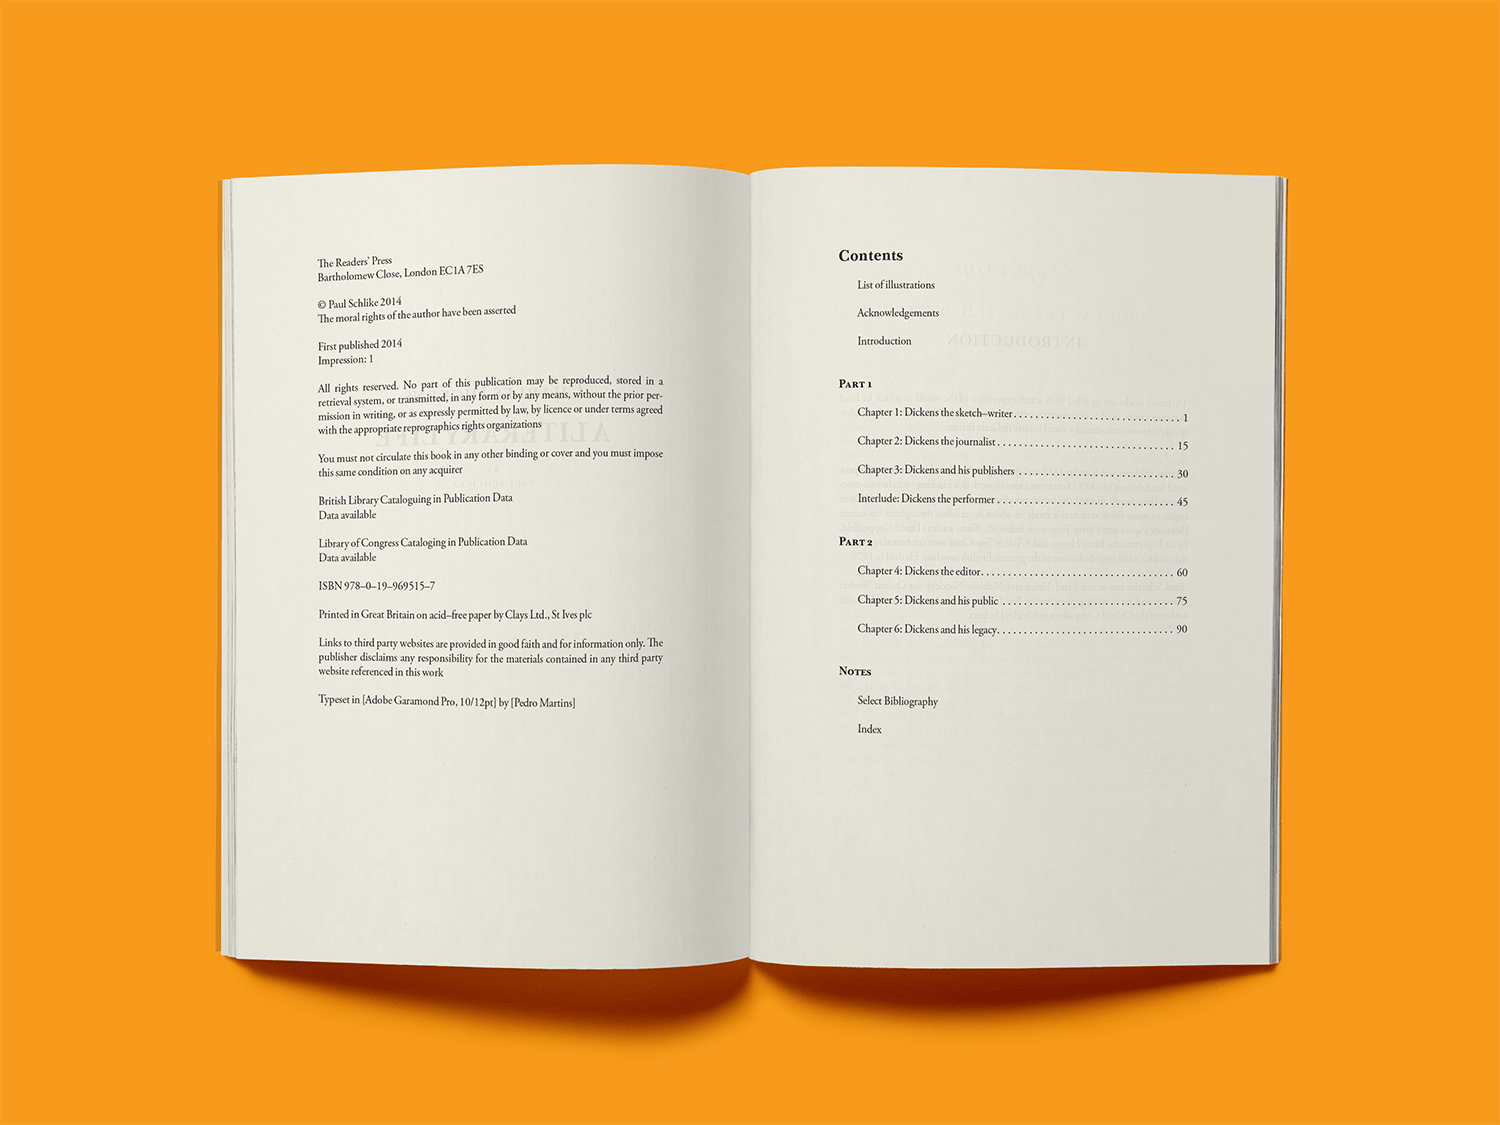 The Readers' Press
Bartholomew Close, London EC1A 7ES
© Paul Schlike 2014
The moral rights of the author have been asserted
First published 2014
Impression: 1
All rights reserved. No part of this publication may be reproduced, stored in a
retrieval system, or transmitted, in any form or by any means, without the prior per-
mission in writing, or as expressly permitted by law, by licence or under terms agreed
with the appropriate reprographics rights organizations
You must not circulate this book in any other binding or cover and you must impose
this same condition on any acquirer
British Library Cataloguing in Publication Data
Data available
Library of Congress Cataloging in Publication Data
Data available
ISBN 978–0–19–969515–7
Printed in Great Britain on acid–free paper by Clays Ltd., St Ives plc
Links to third party websites are provided in good faith and for information only. The
publisher disclaims any responsibility for the materials contained in any third party
website referenced in this work
Typeset in [Adobe Garamond Pro, 10/12pt] by [Pedro Martins]
A LITERARY LIFE
Contents
List of illustrations
Acknowledgements
Introduction
INTRODUCTION
Part 1
Chapter 1: Dickens the sketch–writer 1
Chapter 2: Dickens the journalist 15
Chapter 3: Dickens and his publishers 30
Interlude: Dickens the performer 45
Part 2
Chapter 4: Dickens the editor 60
Chapter 5: Dickens and his public 75
Chapter 6: Dickens and his legacy 90
Notes
Select Bibliography
Index